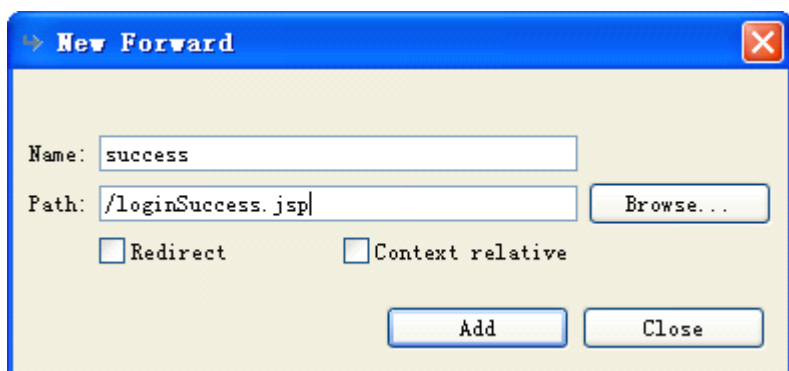 New Forward
Name: success
Path: /loginSuccess.jsp Browse...
Redirect Context relative
Add Close